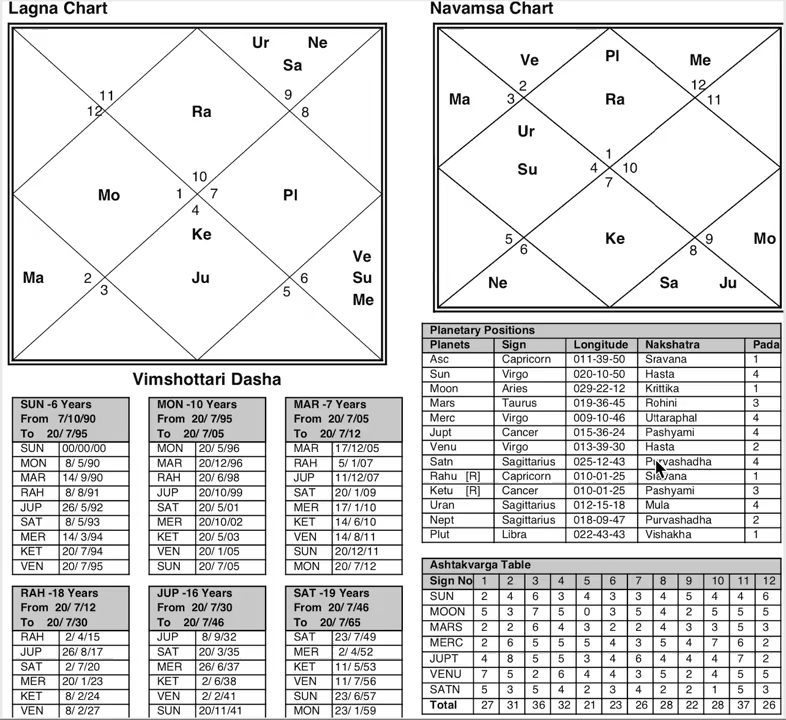 Lagna Chart
Ur Ne
Sa
11
12
9
8
Ra
10
1 7
4
Mo
Pl
Ke
Ve
Ma
2
3
Ju
6
5
Su
Me
Navamsa Chart
Ve
Pl
Me
2
3
12
11
Ma
Ra
Ur
1
4 10
7
Su
5
6
Ke
9
8
Mo
Ne
Sa Ju
Vimshottari Dasha
SUN -6 Years
From 7/10/90
To 20/ 7/95
SUN 00/00/00
MON 8/ 5/90
MAR 14/ 9/90
RAH 8/ 8/91
JUP 26/ 5/92
SAT 8/ 5/93
MER 14/ 3/94
KET 20/ 7/94
VEN 20/ 7/95
MON -10 Years
From 20/ 7/95
To 20/ 7/05
MON 20/ 5/96
MAR 20/12/96
RAH 20/ 6/98
JUP 20/10/99
SAT 20/ 5/01
MER 20/10/02
KET 20/ 5/03
VEN 20/ 1/05
SUN 20/ 7/05
MAR -7 Years
From 20/ 7/05
To 20/ 7/12
MAR 17/12/05
RAH 5/ 1/07
JUP 11/12/07
SAT 20/ 1/09
MER 17/ 1/10
KET 14/ 6/10
VEN 14/ 8/11
SUN 20/12/11
MON 20/ 7/12
RAH -18 Years
From 20/ 7/12
To 20/ 7/30
RAH 2/ 4/15
JUP 26/ 8/17
SAT 2/ 7/20
MER 20/ 1/23
KET 8/ 2/24
VEN 8/ 2/27
JUP -16 Years
From 20/ 7/30
To 20/ 7/46
JUP 8/ 9/32
SAT 20/ 3/35
MER 26/ 6/37
KET 2/ 6/38
VEN 2/ 2/41
SUN 20/11/41
SAT -19 Years
From 20/ 7/46
To 20/ 7/65
SAT 23/ 7/49
MER 2/ 4/52
KET 11/ 5/53
VEN 11/ 7/56
SUN 23/ 6/57
MON 23/ 1/59
Planetary Positions
Planets Sign Longitude Nakshatra Pada
Asc Capricorn 011-39-50 Sravana 1
Sun Virgo 020-10-50 Hasta 4
Moon Aries 029-22-12 Krittika 1
Mars Taurus 019-36-45 Rohini 3
Merc Virgo 009-10-46 Uttaraphal 4
Jupt Cancer 015-36-24 Pashyami 4
Venu Virgo 013-39-30 Hasta 2
Satn Sagittarius 025-12-43 Purvashadha 4
Rahu [R] Capricorn 010-01-25 Sravana 1
Ketu [R] Cancer 010-01-25 Pashyami 3
Uran Sagittarius 012-15-18 Mula 4
Nept Sagittarius 018-09-47 Purvashadha 2
Plut Libra 022-43-43 Vishakha 1
Ashtakvarga Table
Sign No 1 2 3 4 5 6 7 8 9 10 11 12
SUN 2 4 6 3 4 3 3 4 5 4 4 6
MOON 5 3 7 5 0 3 5 4 2 5 5 5
MARS 2 2 6 4 3 2 2 4 3 3 5 3
MERC 2 6 5 5 5 4 3 5 4 7 6 2
JUPT 4 8 5 5 3 4 6 4 4 4 7 2
VENU 7 5 2 6 4 4 3 5 2 4 5 5
SATN 5 3 5 4 2 3 4 2 2 1 5 3
Total 27 31 36 32 21 23 26 28 22 28 37 26